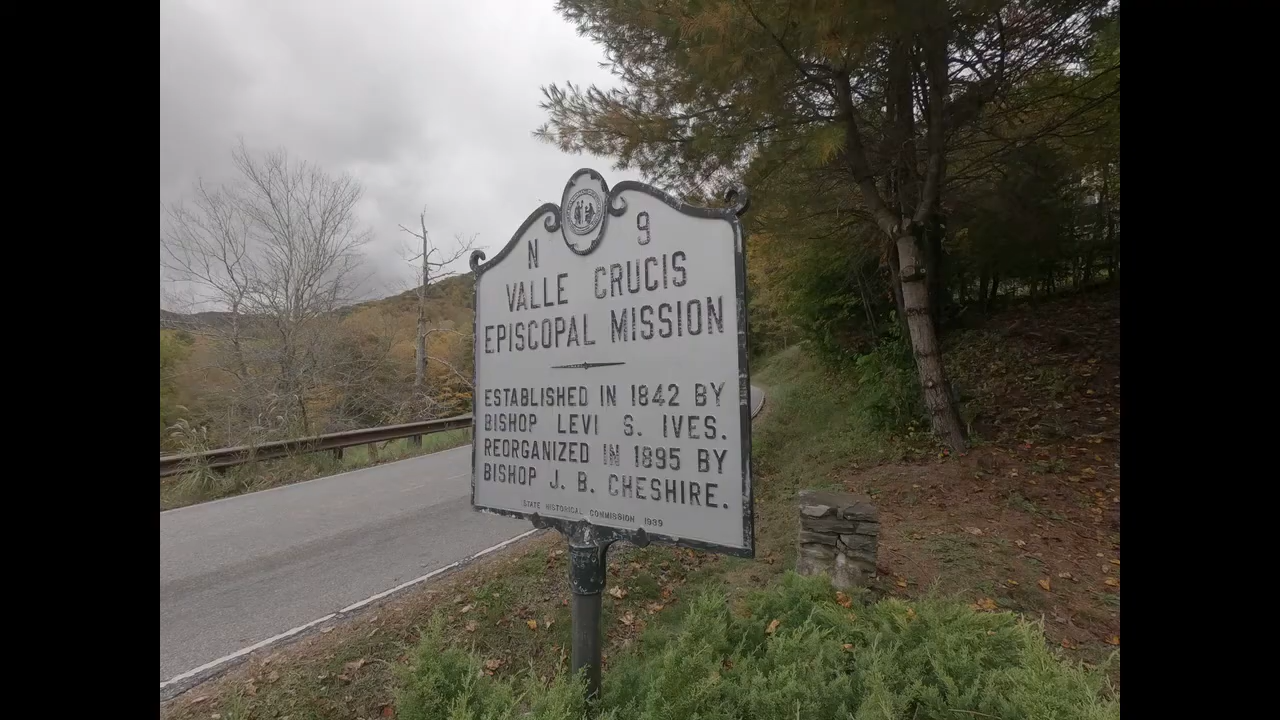 N 9
VALLE CRUCIS
EPISCOPAL MISSION
ESTABLISHED IN 1842 BY
BISHOP LEVI S. IVES.
REORGANIZED IN 1895 BY
BISHOP J. B. CHESHIRE.
STATE HISTORICAL COMMISSION 1939